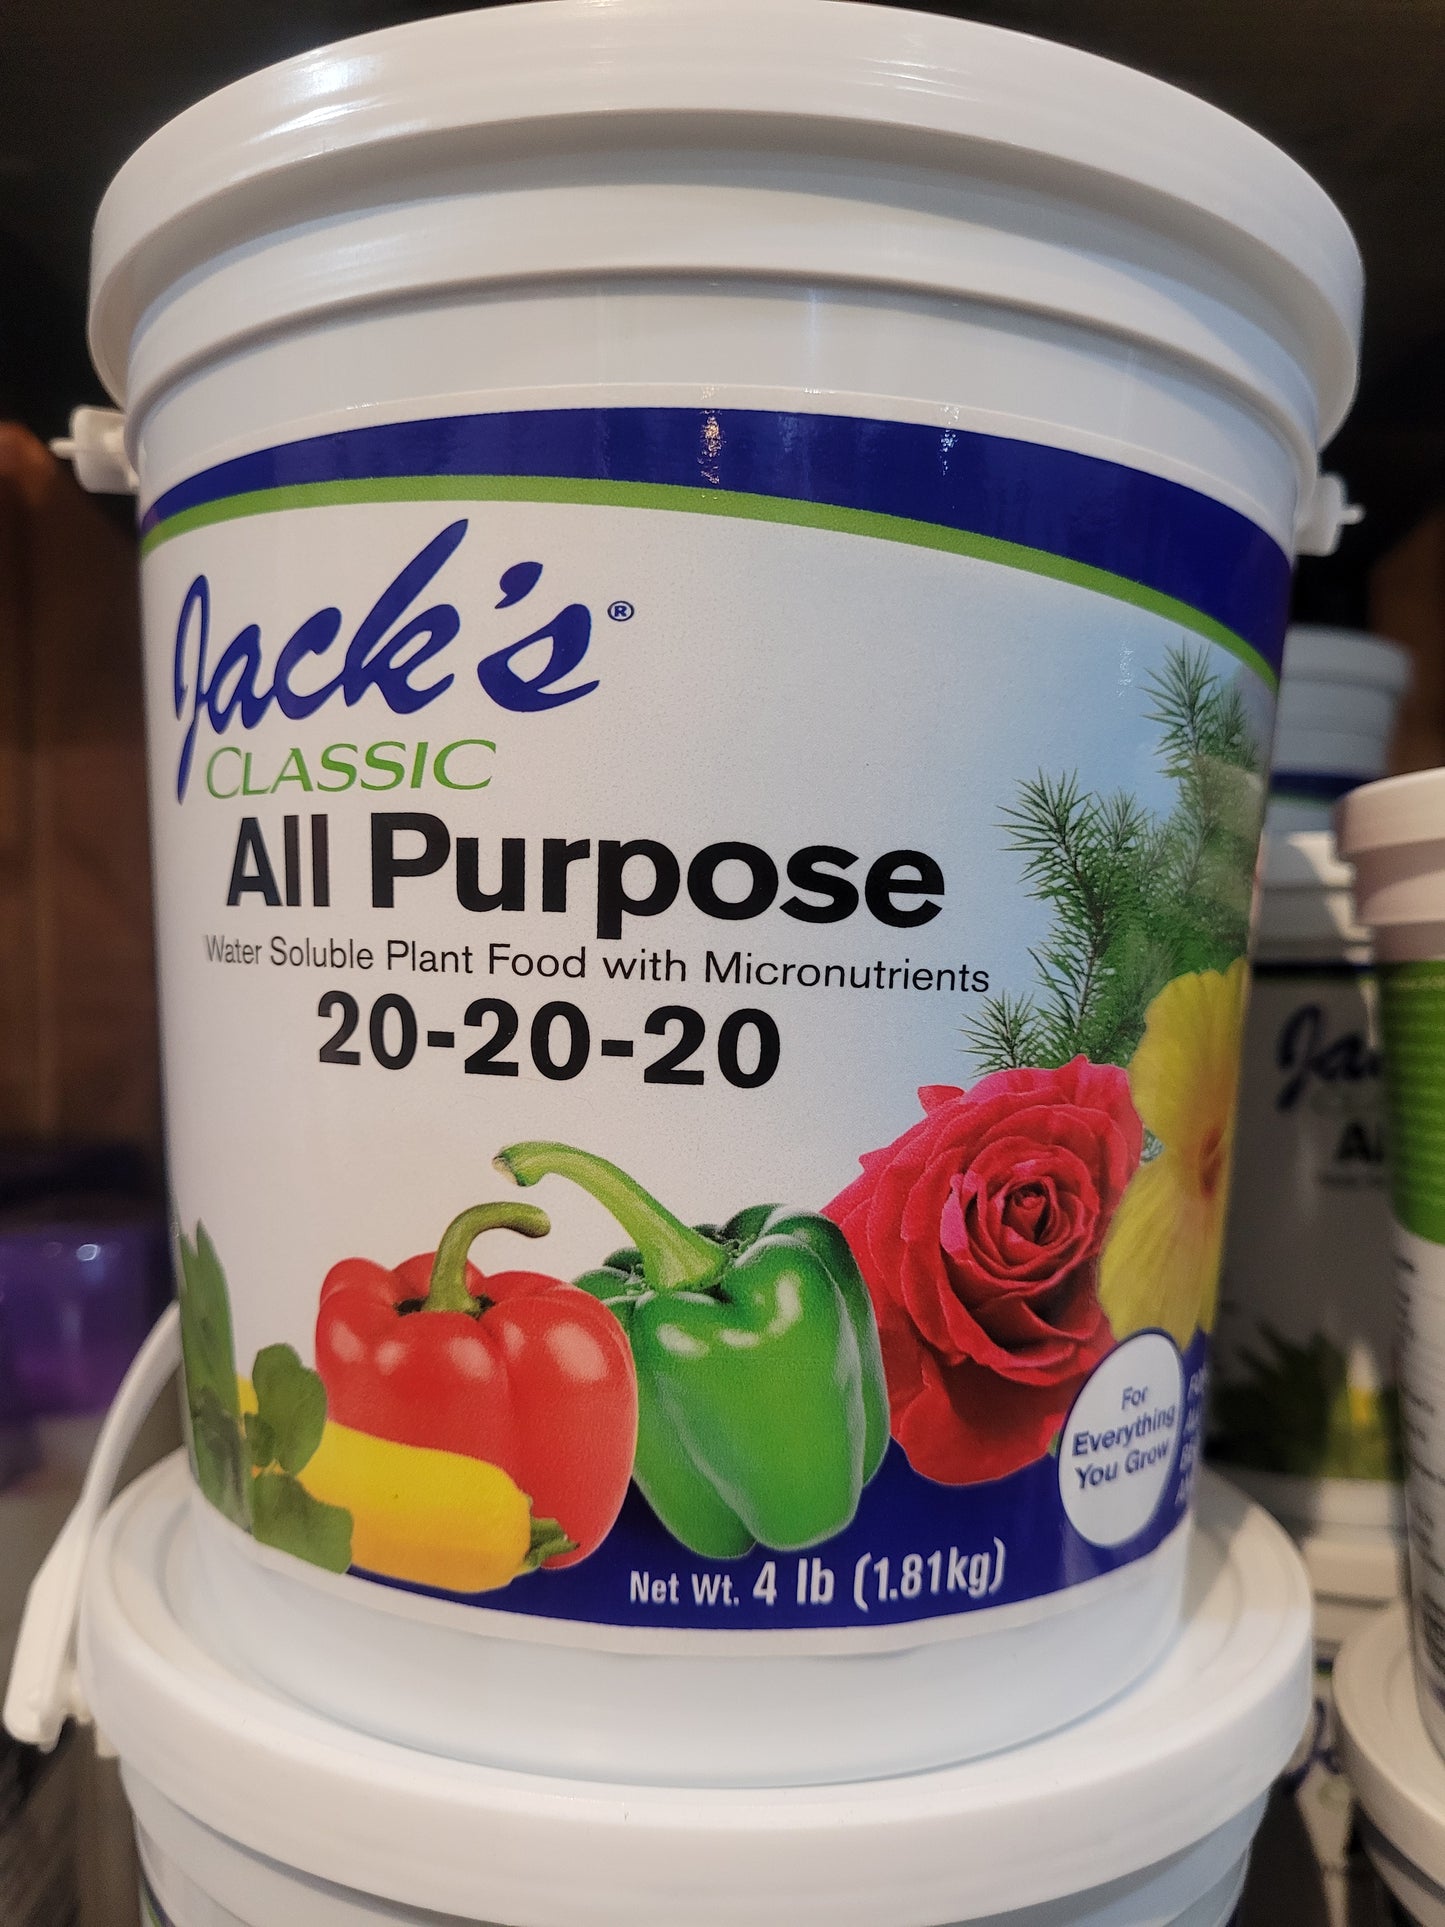 Jack's®
CLASSIC
All Purpose
Water Soluble Plant Food with Micronutrients
20-20-20
For
Everything
You Grow
Net Wt. 4 lb (1.81kg)